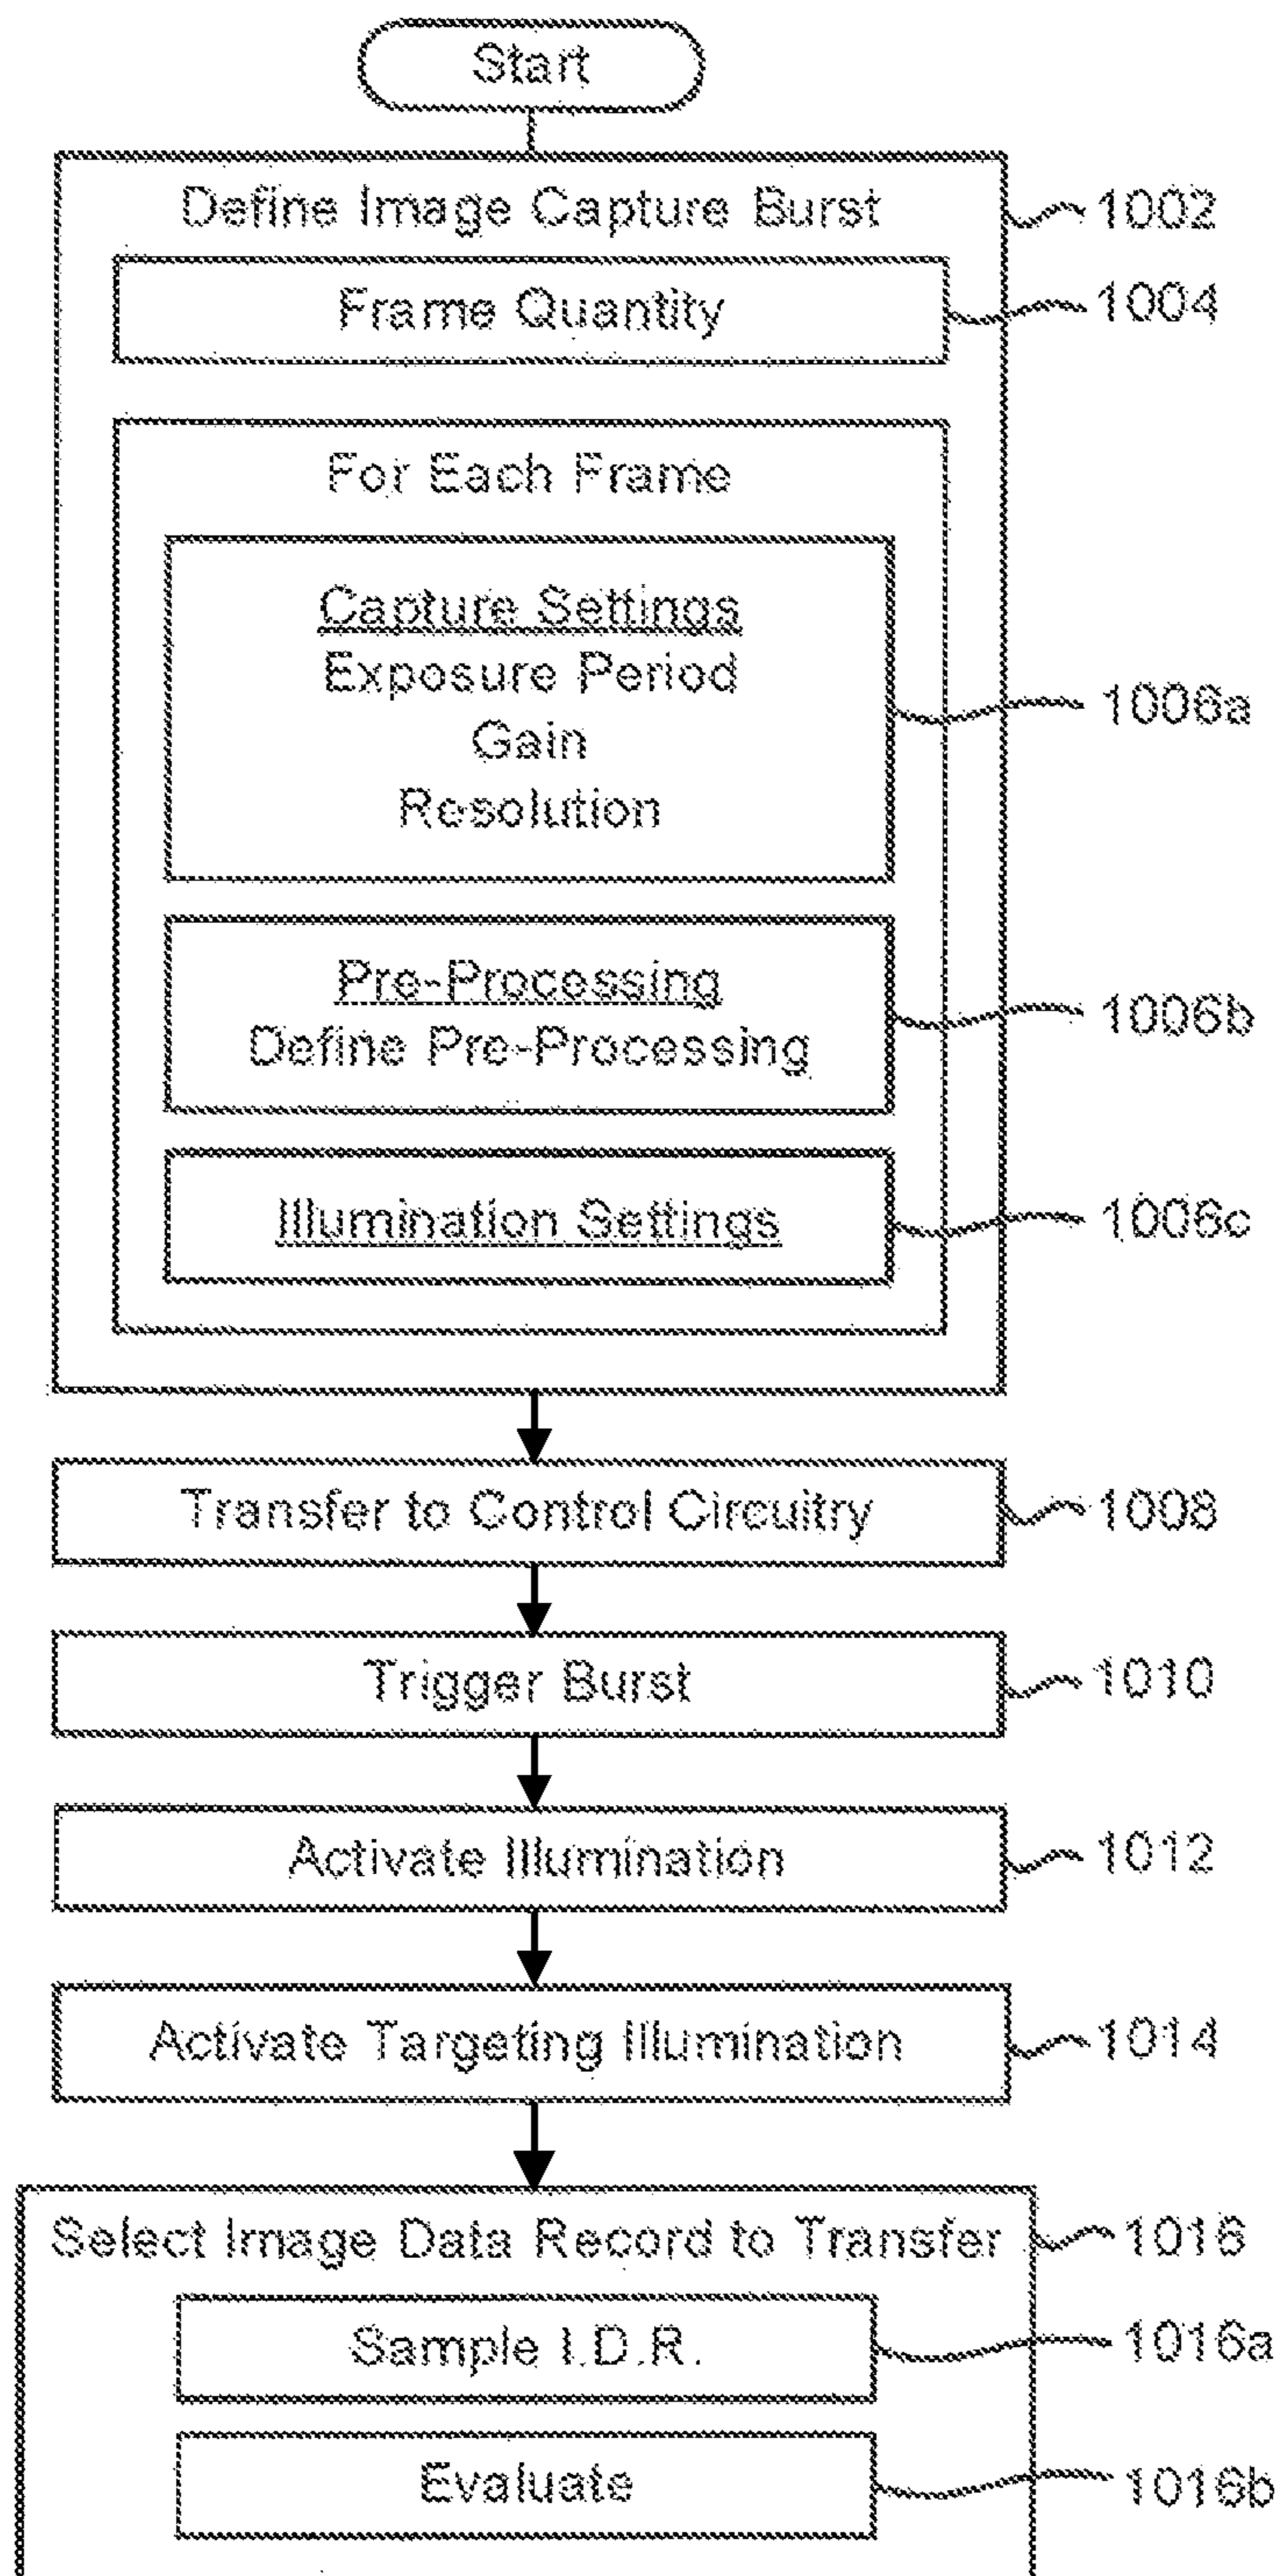 Start
Define Image Capture Burst
1002
Frame Quantity
1004
For Each Frame
Capture Settings
Exposure Period
Gain
Resolution
1006a
Pre-Processing
Define Pre-Processing
1006b
Illumination Settings
1006c
Transfer to Control Circuitry
1008
Trigger Burst
1010
Activate Illumination
1012
Activate Targeting Illumination
1014
Select Image Data Record to Transfer
1016
Sample I.D.R.
1016a
Evaluate
1016b